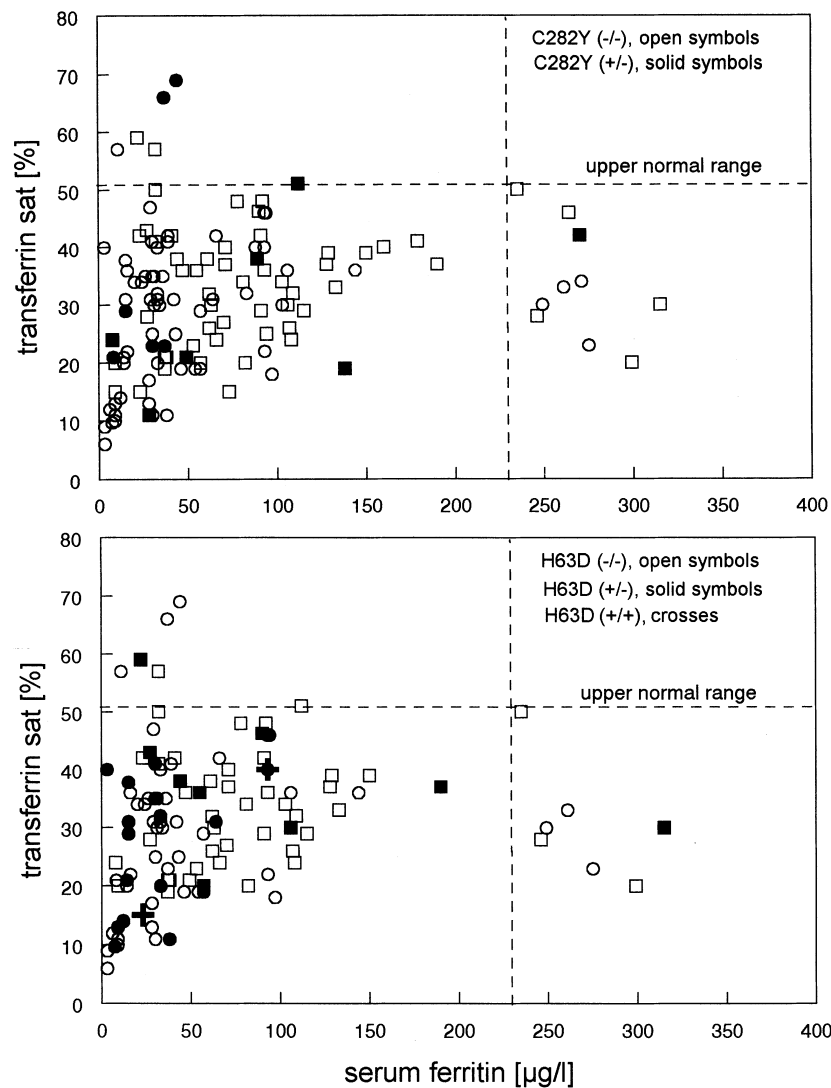 80
70
60
50
40
30
20
10
0
transferrin sat [%]
C282Y (-/-), open symbols
C282Y (+/-), solid symbols
upper normal range
0 50 100 150 200 250 300 350 400
80
70
60
50
40
30
20
10
0
transferrin sat [%]
H63D (-/-), open symbols
H63D (+/-), solid symbols
H63D (+/+), crosses
upper normal range
0 50 100 150 200 250 300 350 400
serum ferritin [µg/l]